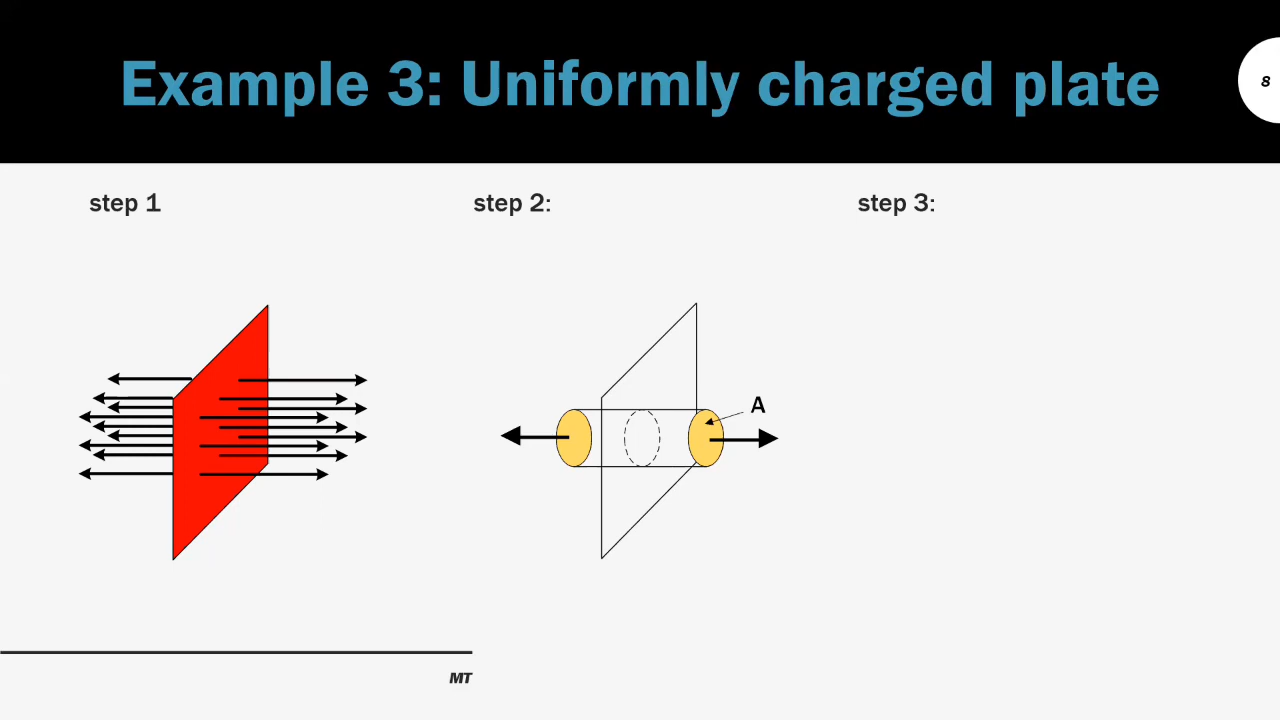 Example 3: Uniformly charged plate
8
step 1
step 2:
step 3:
A
MT